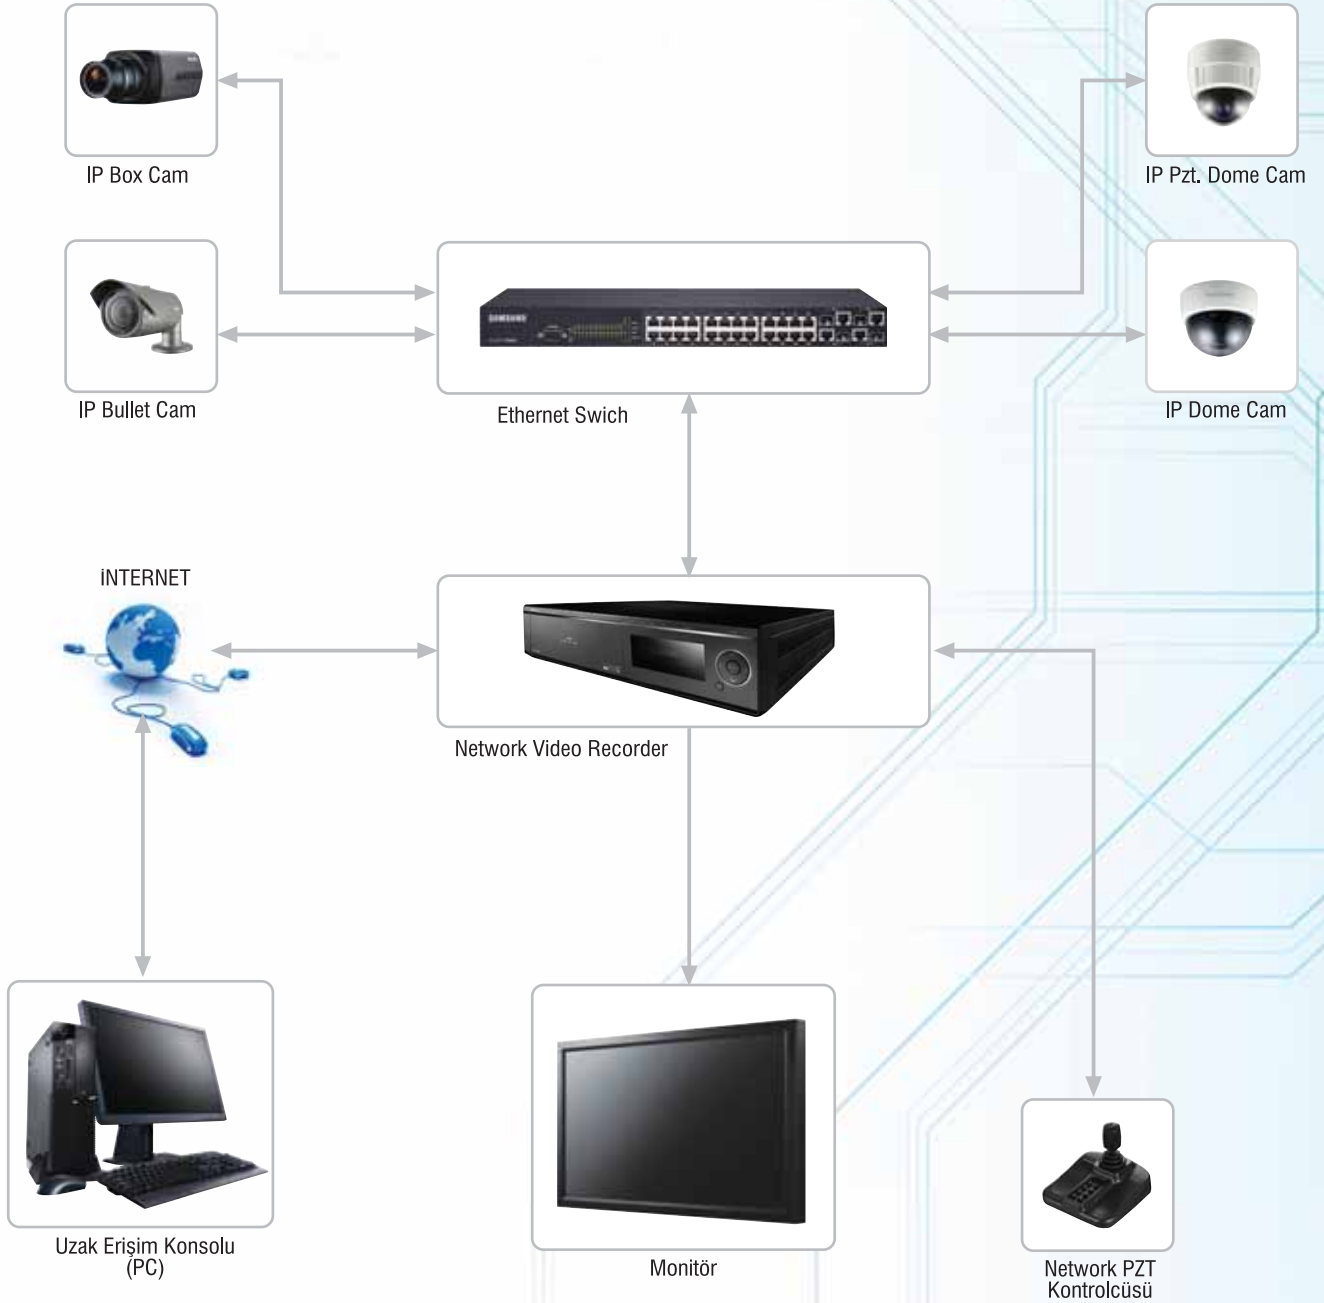 IP Box Cam
IP Pzt. Dome Cam
SAMSUNG
IP Bullet Cam
Ethernet Swich
IP Dome Cam
İNTERNET
Network Video Recorder
Uzak Erişim Konsolu
(PC)
Monitör
Network PZT
Kontrolcüsü